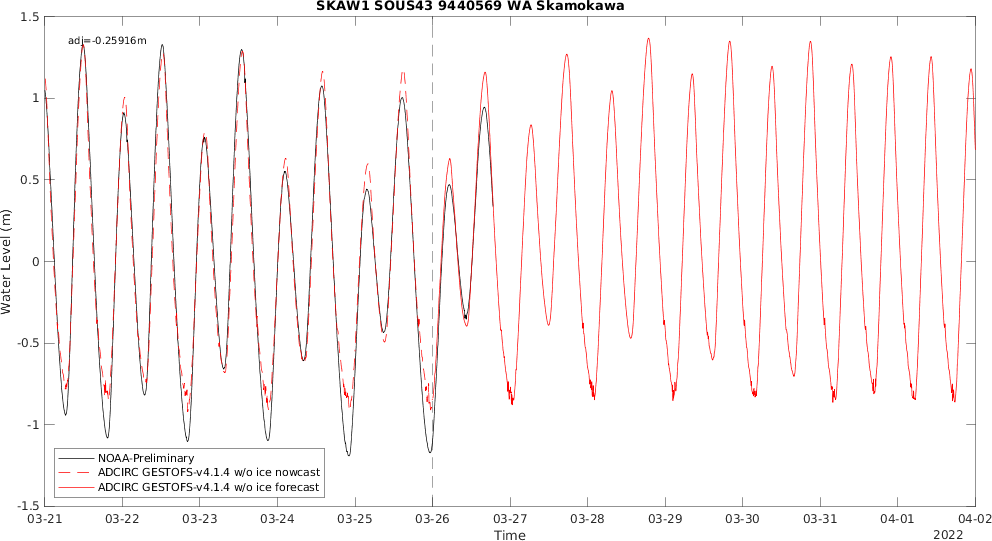 SKAW1 SOUS43 9440569 WA Skamokawa
adj=-0.25916m
1.5
1
0.5
0
-0.5
-1
-1.5
Water Level (m)
NOAA-Preliminary
ADCIRC GESTOFS-v4.1.4 w/o ice nowcast
ADCIRC GESTOFS-v4.1.4 w/o ice forecast
03-21 03-22 03-23 03-24 03-25 03-26 03-27 03-28 03-29 03-30 03-31 04-01 04-02
Time
2022